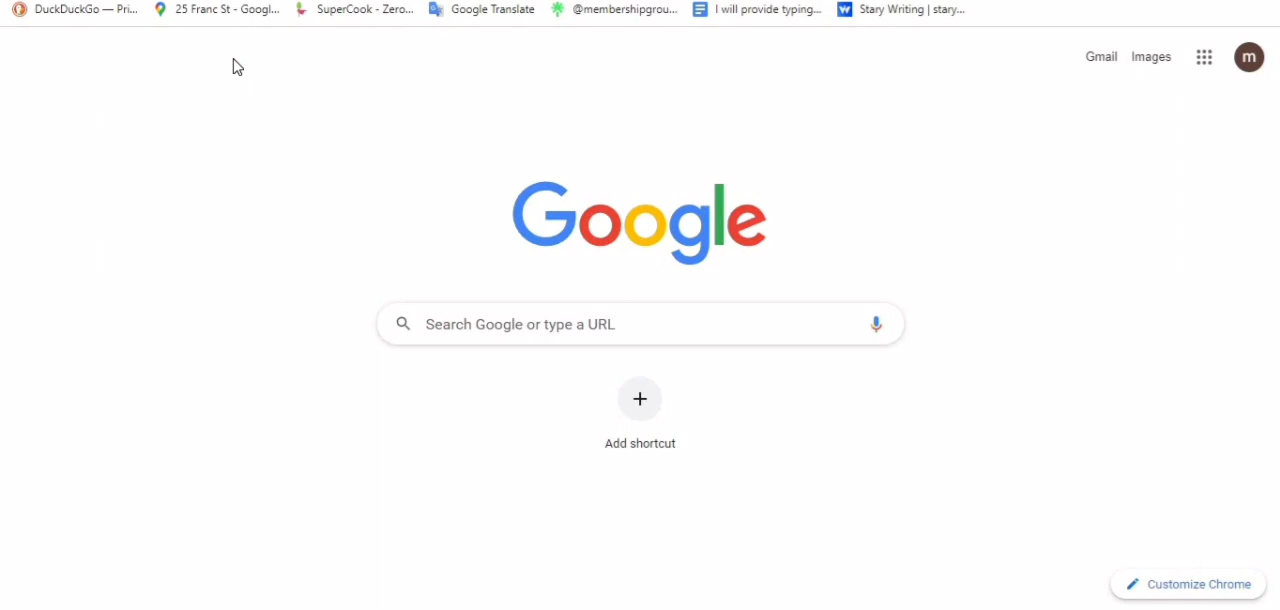 DuckDuckGo — Pri... 25 Franc St - Googl... SuperCook - Zero... Google Translate @membershipgrou... I will provide typing... Stary Writing | stary...
Gmail Images m
Google
Search Google or type a URL
Add shortcut
Customize Chrome